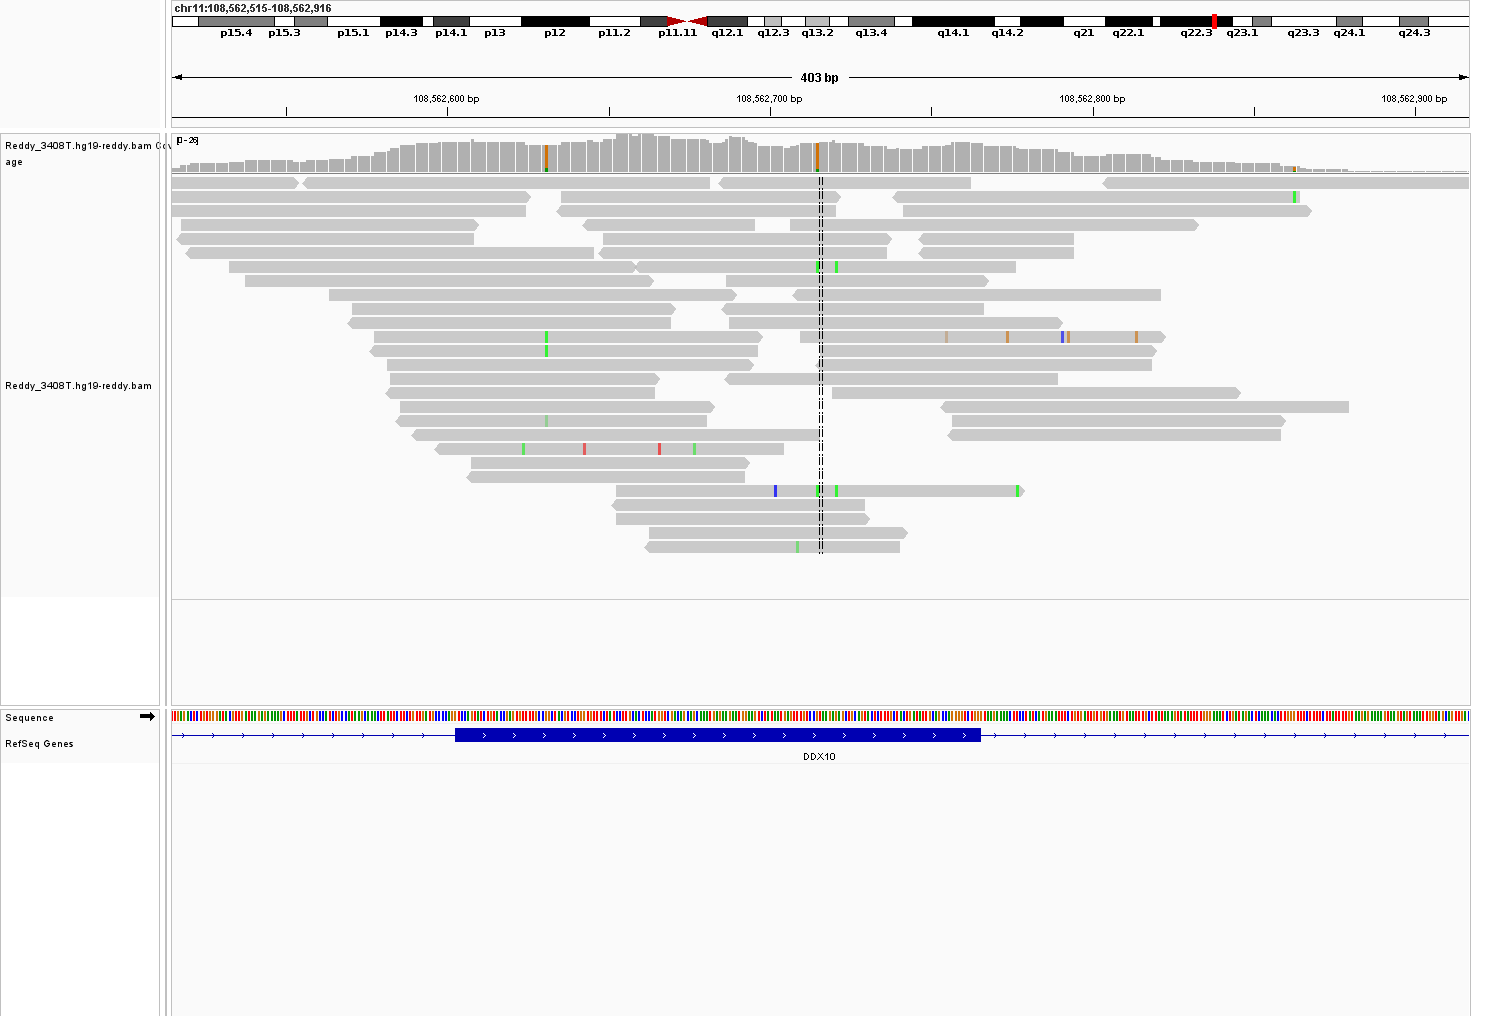 chr11:108,562,515-108,562,916
p15.4 p15.3 p15.1 p14.3 p14.1 p13 p12 p11.2 p11.11 q12.1 q12.3 q13.2 q13.4 q14.1 q14.2 q21 q22.1 q22.3 q23.1 q23.3 q24.1 q24.3
403 bp
108,562,600 bp 108,562,700 bp 108,562,800 bp 108,562,900 bp
Reddy_3408T.hg19-reddy.bam Cov
age
[0-26]
Reddy_3408T.hg19-reddy.bam
Sequence
RefSeq Genes
DDX10